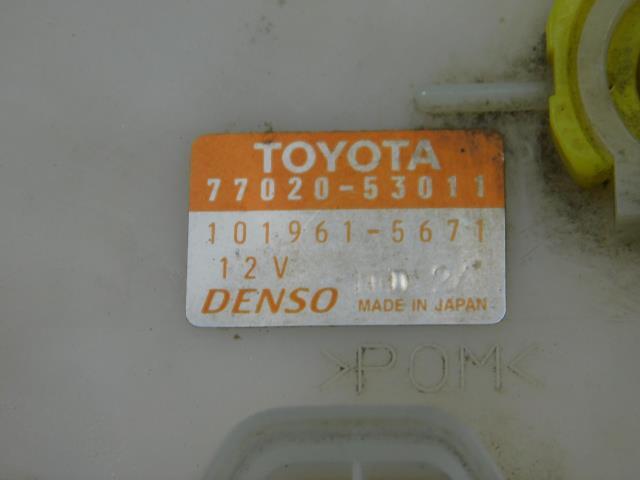 TOYOTA
77020-53011
101961-5671
12V
DENSO MADE IN JAPAN
>POM<